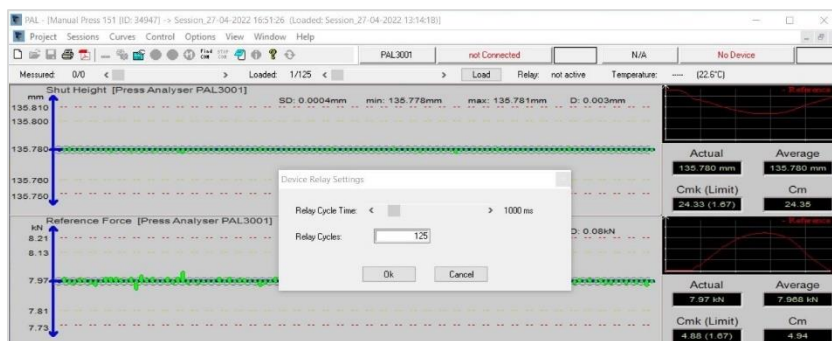 PAL - [Manual Press 151 [ID: 34947] -> Session_27-04-2022 16:51:26 (Loaded: Session_27-04-2022 13:14:18)]
Project Sessions Curves Control Options View Window Help
PAL3001 not Connected N/A No Device
Messured: 0/0 < > Loaded: 1/125 < > Load Relay: not active Temperature: ---- (22.6°C)
Shut Height [Press Analyser PAL3001]
mm
SD: 0.0004mm min: 135.778mm max: 135.781mm D: 0.003mm
135.810
135.800
135.780
135.760
135.750
Reference
Actual Average
135.780 mm 135.780 mm
Cmk (Limit) Cm
24.33 (1.67) 24.35
Device Relay Settings
Relay Cycle Time: < > 1000 ms
Relay Cycles: 125
Ok Cancel
Reference Force [Press Analyser PAL3001]
kN
D: 0.08kN
8.21
8.13
7.97
7.81
7.73
Reference
Actual Average
7.97 kN 7.968 kN
Cmk (Limit) Cm
4.88 (1.67) 4.94